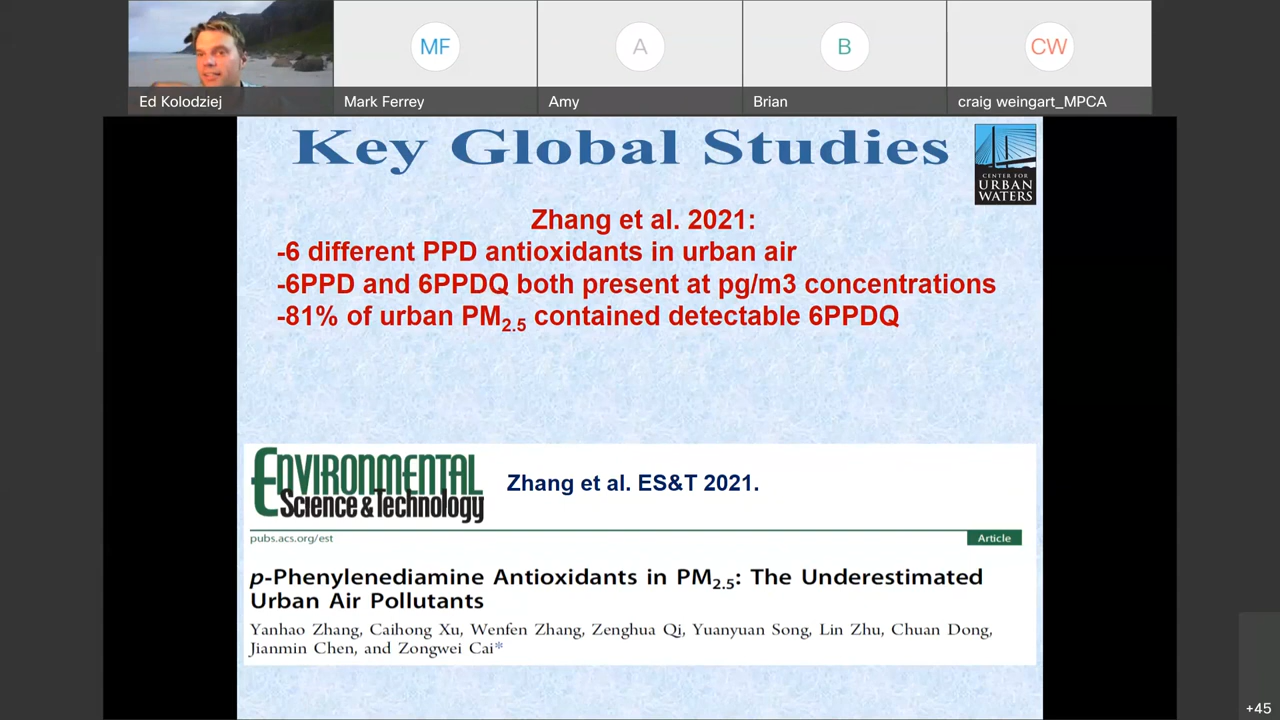 MF
A
B
CW
Ed Kolodziej
Mark Ferrey
Amy
Brian
craig weingart_MPCA
Key Global Studies
CENTER FOR
URBAN
WATERS
Zhang et al. 2021:
-6 different PPD antioxidants in urban air
-6PPD and 6PPDQ both present at pg/m3 concentrations
-81% of urban PM2.5 contained detectable 6PPDQ
ENVIRONMENTAL
Science & Technology
Zhang et al. ES&T 2021.
pubs.acs.org/est
Article
p-Phenylenediamine Antioxidants in PM2.5: The Underestimated
Urban Air Pollutants
Yanhao Zhang, Caihong Xu, Wenfen Zhang, Zenghua Qi, Yuanyuan Song, Lin Zhu, Chuan Dong,
Jianmin Chen, and Zongwei Cai*
+45